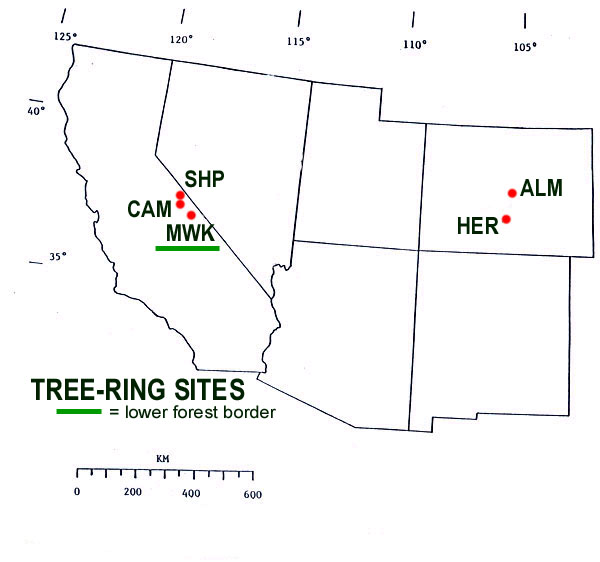 125° 120° 115° 110° 105°
40°
SHP
ALM
CAM
HER
MWK
35°
TREE-RING SITES
= lower forest border
KM
0 200 400 600